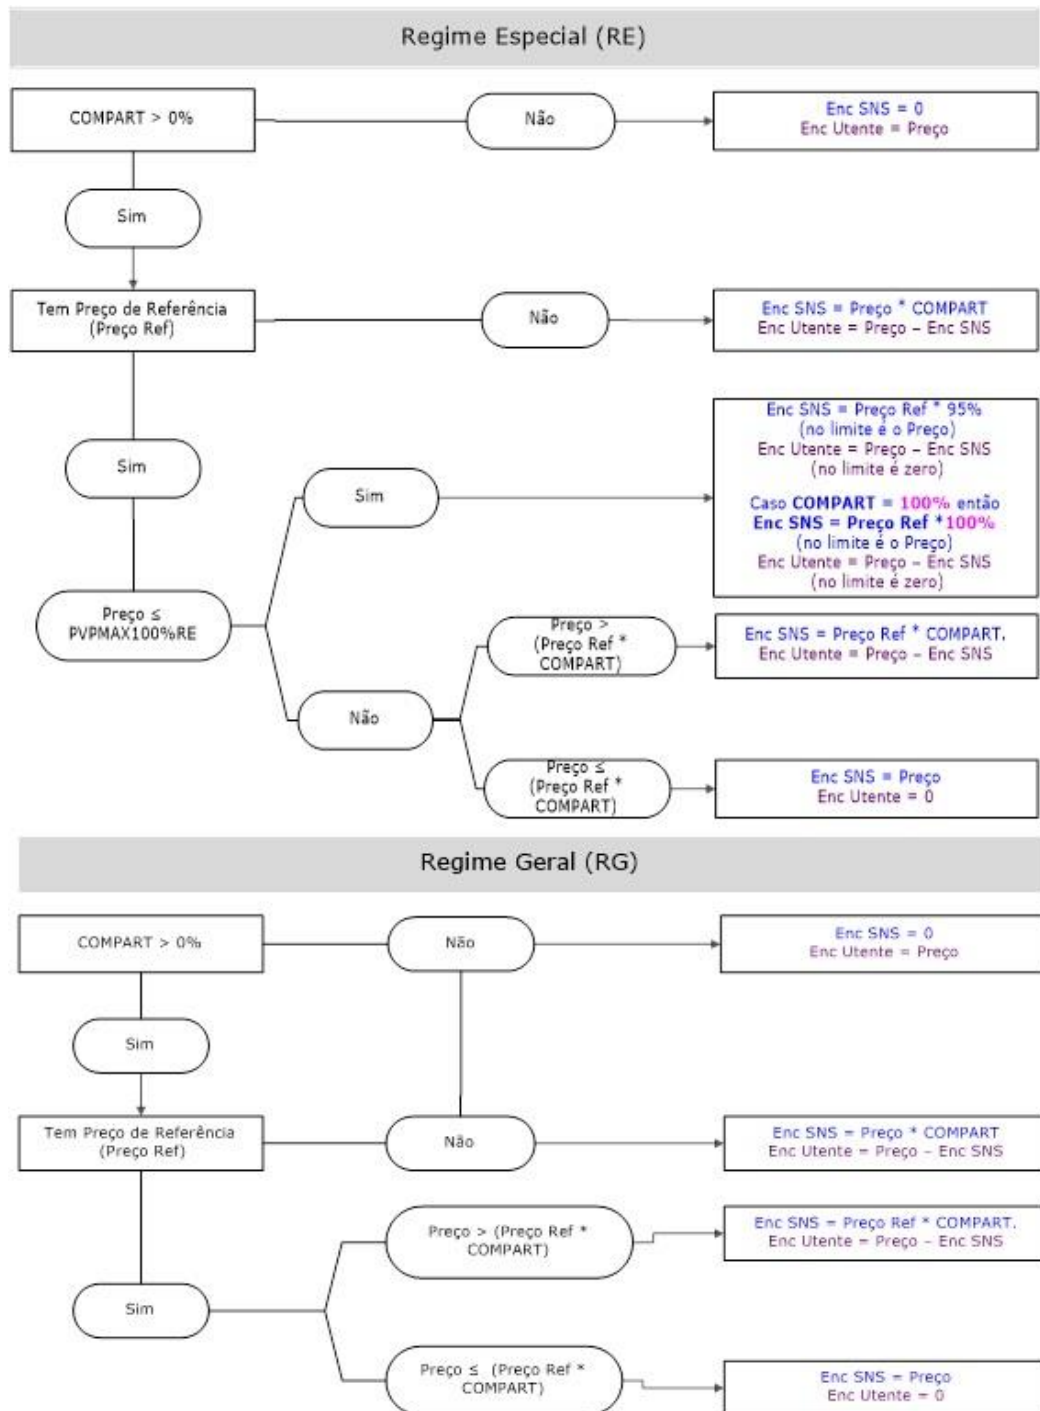 Regime Especial (RE)
COMPART > 0%
Não
Enc SNS = 0
Enc Utente = Preço
Sim
Tem Preço de Referência
(Preço Ref)
Não
Enc SNS = Preço * COMPART
Enc Utente = Preço – Enc SNS
Sim
Sim
Enc SNS = Preço Ref * 95%
(no limite é o Preço)
Enc Utente = Preço – Enc SNS
(no limite é zero)
Caso COMPART = 100% então
Enc SNS = Preço Ref *100%
(no limite é o Preço)
Enc Utente = Preço – Enc SNS
(no limite é zero)
Preço ≤
PVPMAX100%RE
Preço >
(Preço Ref *
COMPART)
Enc SNS = Preço Ref * COMPART.
Enc Utente = Preço – Enc SNS
Não
Preço ≤
(Preço Ref *
COMPART)
Enc SNS = Preço
Enc Utente = 0
Regime Geral (RG)
COMPART > 0%
Não
Enc SNS = 0
Enc Utente = Preço
Sim
Tem Preço de Referência
(Preço Ref)
Não
Enc SNS = Preço * COMPART
Enc Utente = Preço – Enc SNS
Preço > (Preço Ref *
COMPART)
Enc SNS = Preço Ref * COMPART.
Enc Utente = Preço – Enc SNS
Sim
Preço ≤ (Preço Ref *
COMPART)
Enc SNS = Preço
Enc Utente = 0